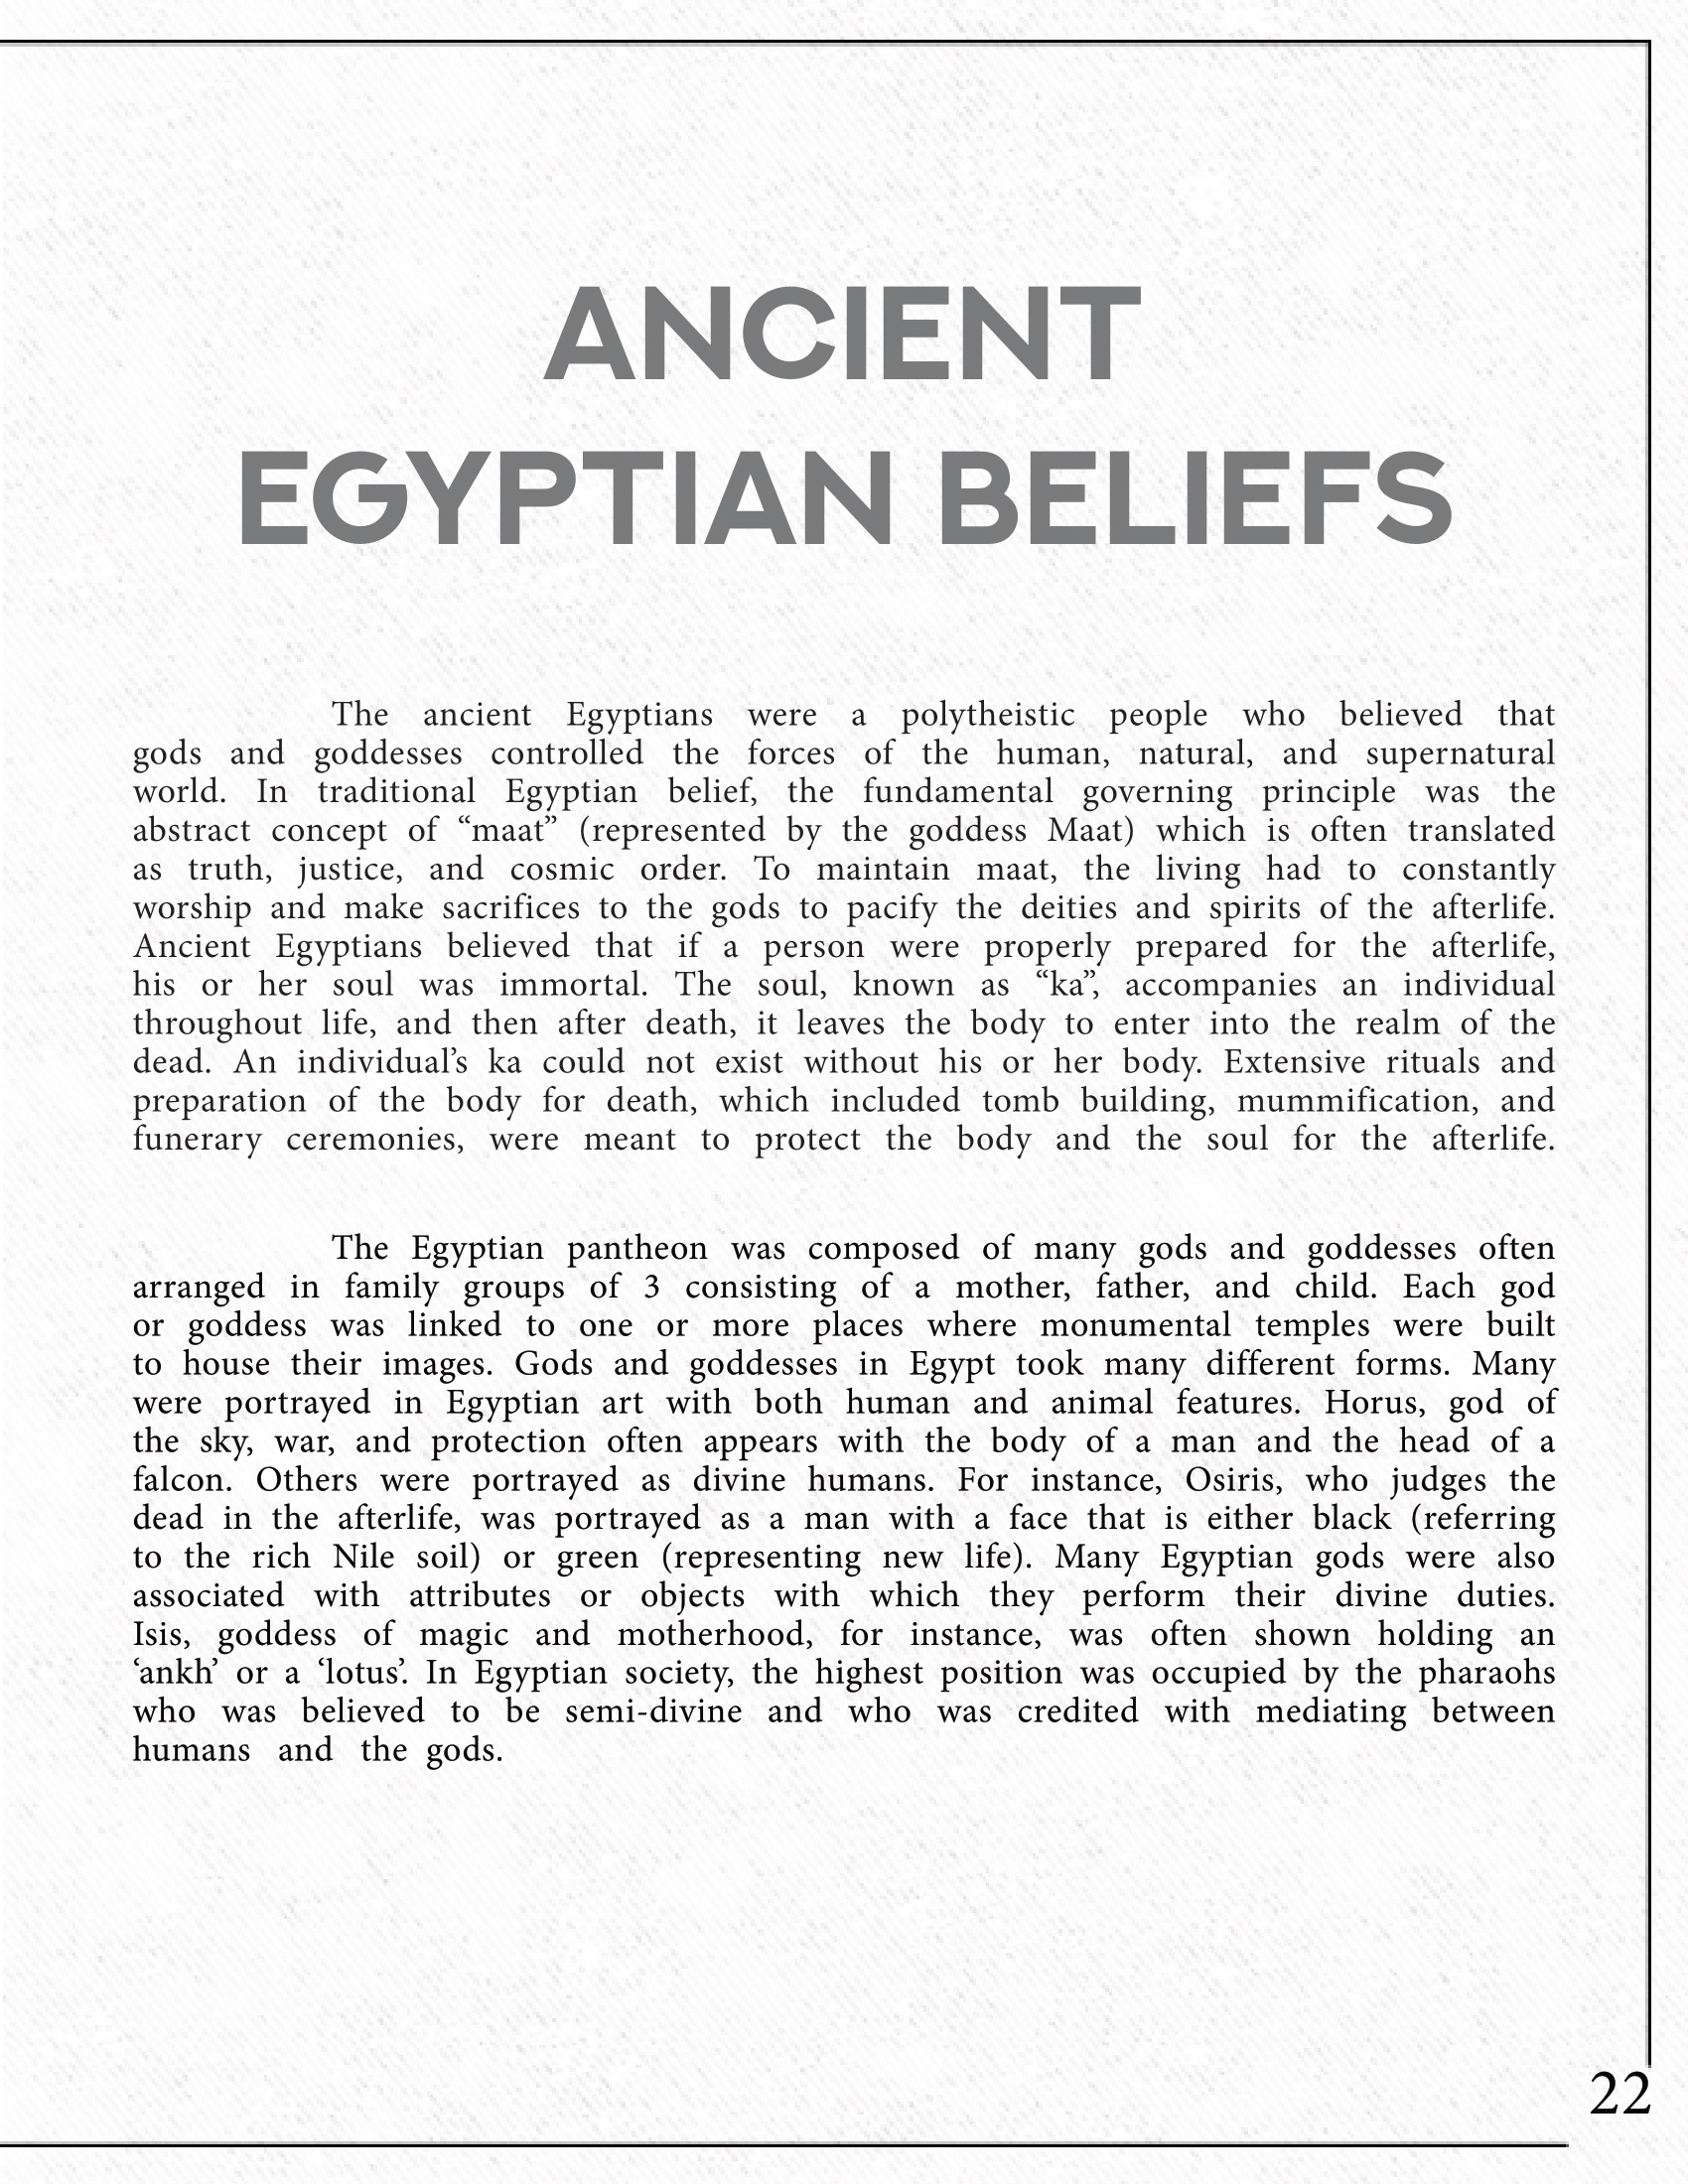 ANCIENT
EGYPTIAN BELIEFS
The ancient Egyptians were a polytheistic people who believed that
gods and goddesses controlled the forces of the human, natural, and supernatural
world. In traditional Egyptian belief, the fundamental governing principle was the
abstract concept of “maat” (represented by the goddess Maat) which is often translated
as truth, justice, and cosmic order. To maintain maat, the living had to constantly
worship and make sacrifices to the gods to pacify the deities and spirits of the afterlife.
Ancient Egyptians believed that if a person were properly prepared for the afterlife,
his or her soul was immortal. The soul, known as “ka”, accompanies an individual
throughout life, and then after death, it leaves the body to enter into the realm of the
dead. An individual’s ka could not exist without his or her body. Extensive rituals and
preparation of the body for death, which included tomb building, mummification, and
funerary ceremonies, were meant to protect the body and the soul for the afterlife.
The Egyptian pantheon was composed of many gods and goddesses often
arranged in family groups of 3 consisting of a mother, father, and child. Each god
or goddess was linked to one or more places where monumental temples were built
to house their images. Gods and goddesses in Egypt took many different forms. Many
were portrayed in Egyptian art with both human and animal features. Horus, god of
the sky, war, and protection often appears with the body of a man and the head of a
falcon. Others were portrayed as divine humans. For instance, Osiris, who judges the
dead in the afterlife, was portrayed as a man with a face that is either black (referring
to the rich Nile soil) or green (representing new life). Many Egyptian gods were also
associated with attributes or objects with which they perform their divine duties.
Isis, goddess of magic and motherhood, for instance, was often shown holding an
‘ankh’ or a ‘lotus’. In Egyptian society, the highest position was occupied by the pharaohs
who was believed to be semi-divine and who was credited with mediating between
humans and the gods.
22